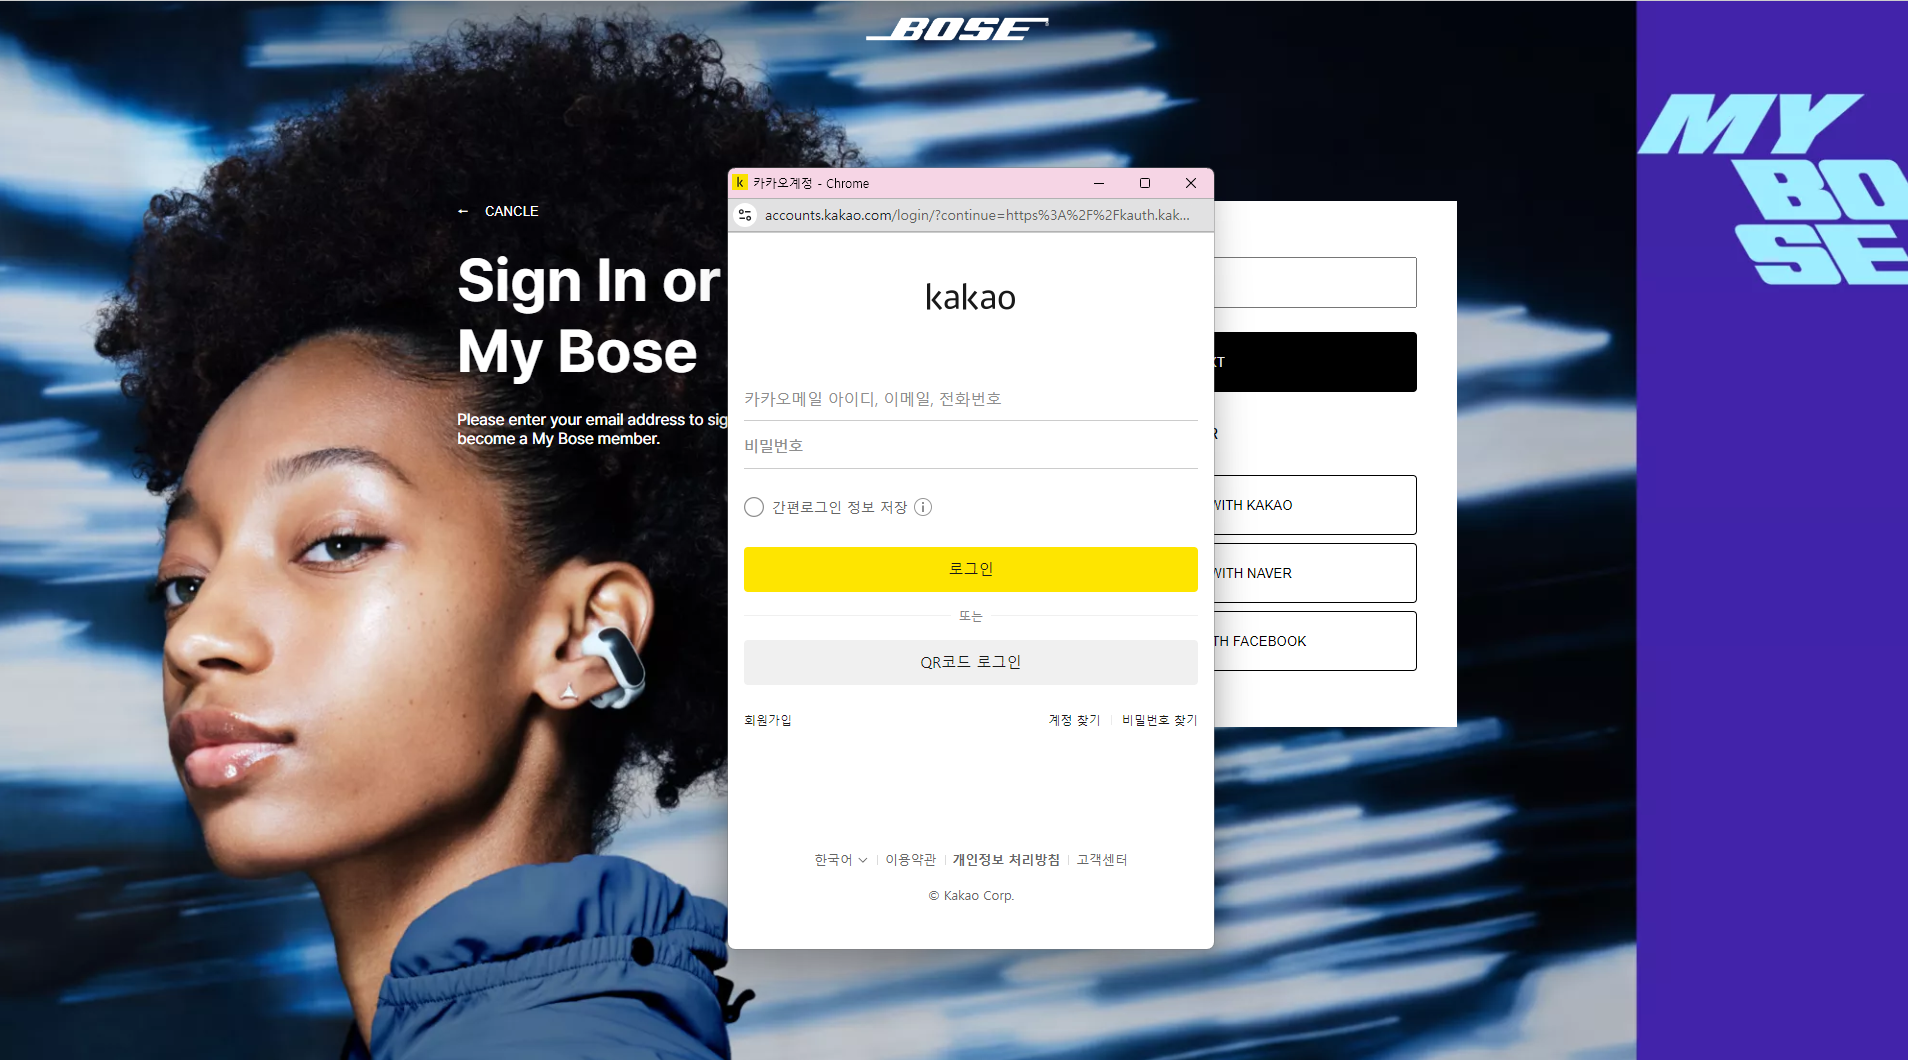 BOSE
MY
BO
SE
← CANCLE
Sign In or
My Bose
Please enter your email address to sig
become a My Bose member.
k 카카오계정 - Chrome
accounts.kakao.com/login/?continue=https%3A%2F%2Fkauth.kak...
kakao
카카오메일 아이디, 이메일, 전화번호
비밀번호
간편로그인 정보 저장
로그인
또는
QR코드 로그인
회원가입
계정 찾기 | 비밀번호 찾기
한국어 | 이용약관 | 개인정보 처리방침 | 고객센터
© Kakao Corp.
WITH KAKAO
WITH NAVER
TH FACEBOOK